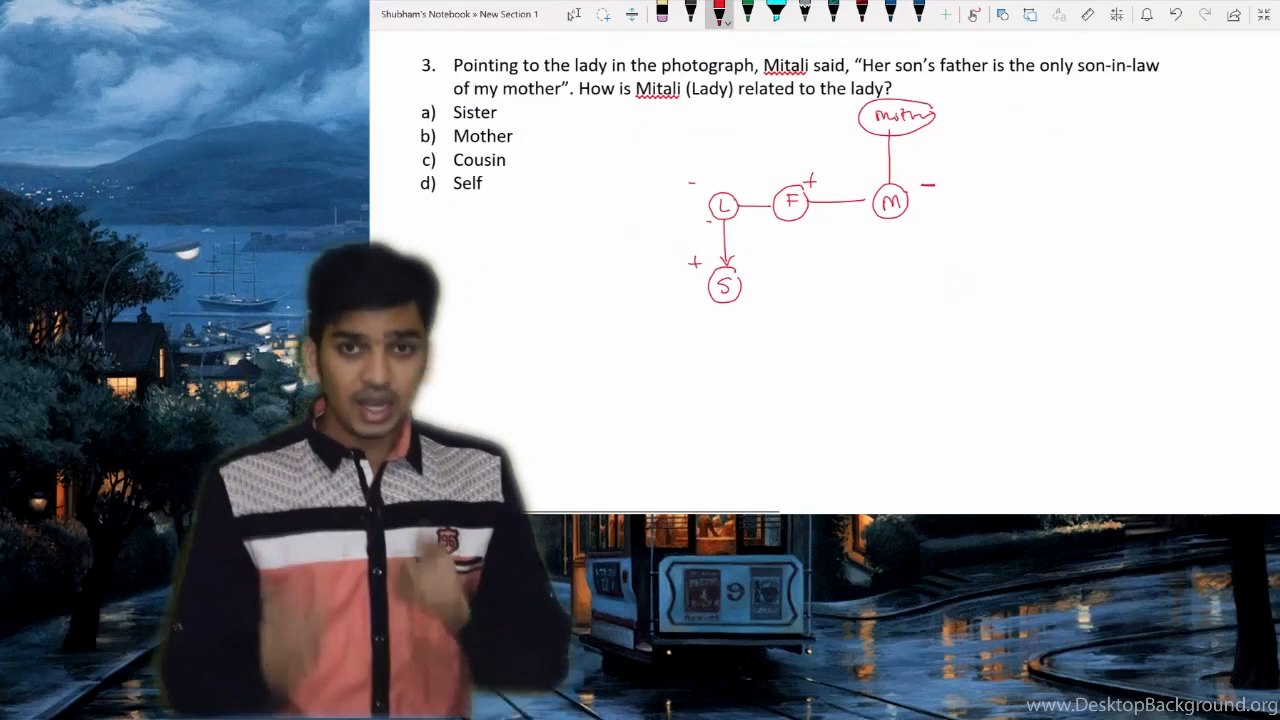 Shubham's Notebook » New Section 1
3. Pointing to the lady in the photograph, Mitali said, “Her son’s father is the only son-in-law
of my mother”. How is Mitali (Lady) related to the lady?
a) Sister
b) Mother
c) Cousin
d) Self
Mother
- L F + M -
+ S
96
9
www.DesktopBackground.org